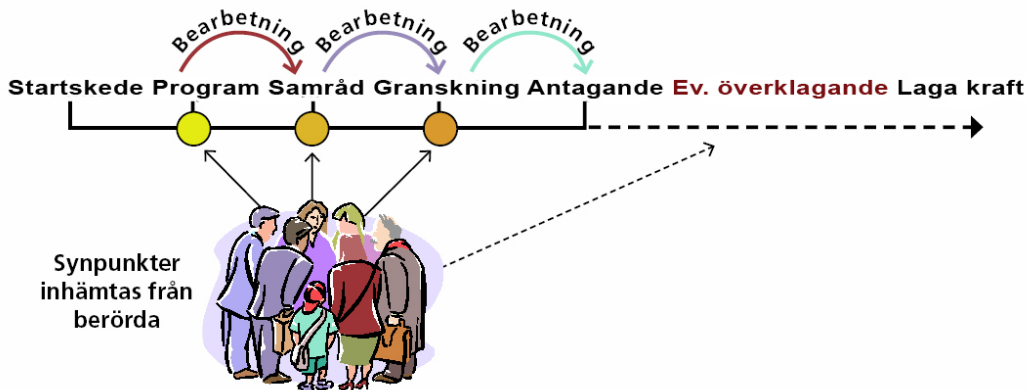 Bearbetning Bearbetning Bearbetning
Startskede Program Samråd Granskning Antagande Ev. överklagande Laga kraft
Synpunkter
inhämtas från
berörda